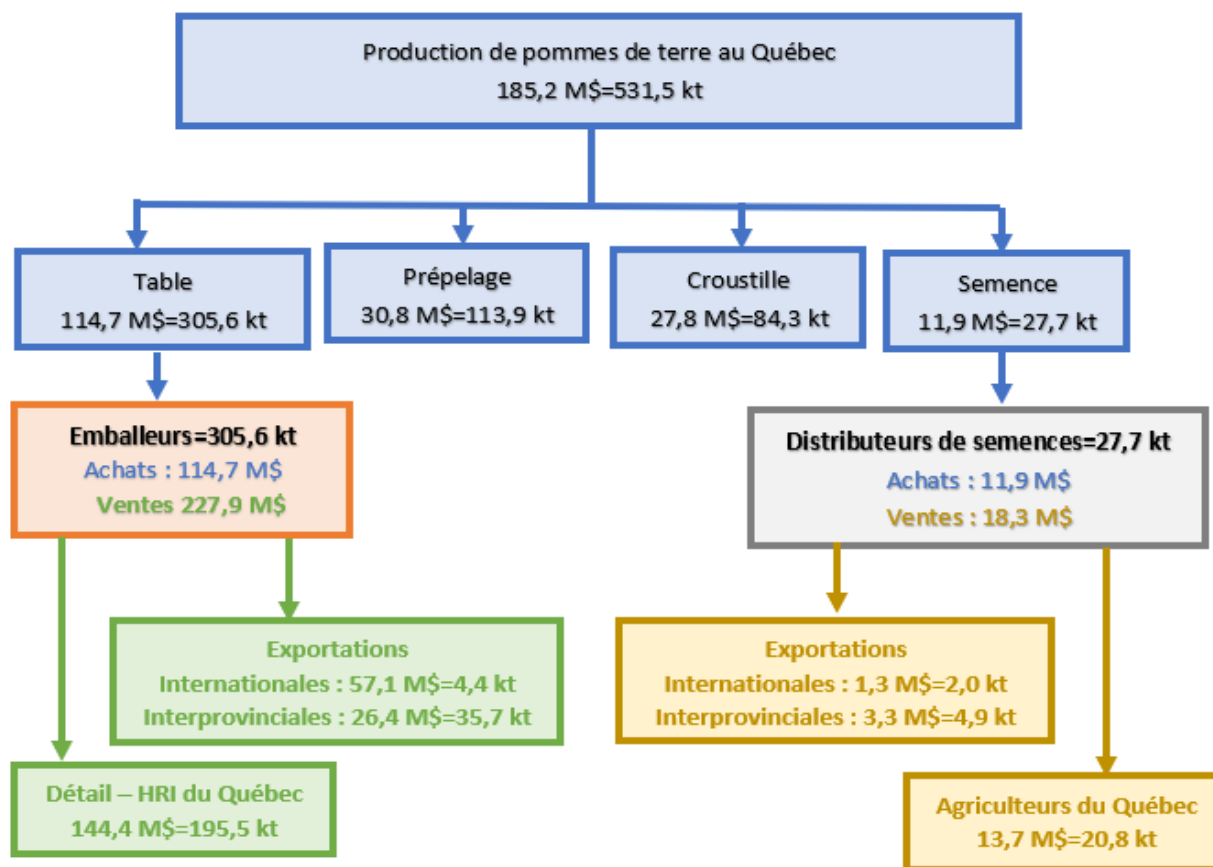 Production de pommes de terre au Québec
185,2 M$=531,5 kt
Table
114,7 M$=305,6 kt
Prépelage
30,8 M$=113,9 kt
Croustille
27,8 M$=84,3 kt
Semence
11,9 M$=27,7 kt
Emballeurs=305,6 kt
Achats : 114,7 M$
Ventes 227,9 M$
Distributeurs de semences=27,7 kt
Achats : 11,9 M$
Ventes : 18,3 M$
Exportations
Internationales : 57,1 M$=4,4 kt
Interprovinciales : 26,4 M$=35,7 kt
Exportations
Internationales : 1,3 M$=2,0 kt
Interprovinciales : 3,3 M$=4,9 kt
Détail – HRI du Québec
144,4 M$=195,5 kt
Agriculteurs du Québec
13,7 M$=20,8 kt